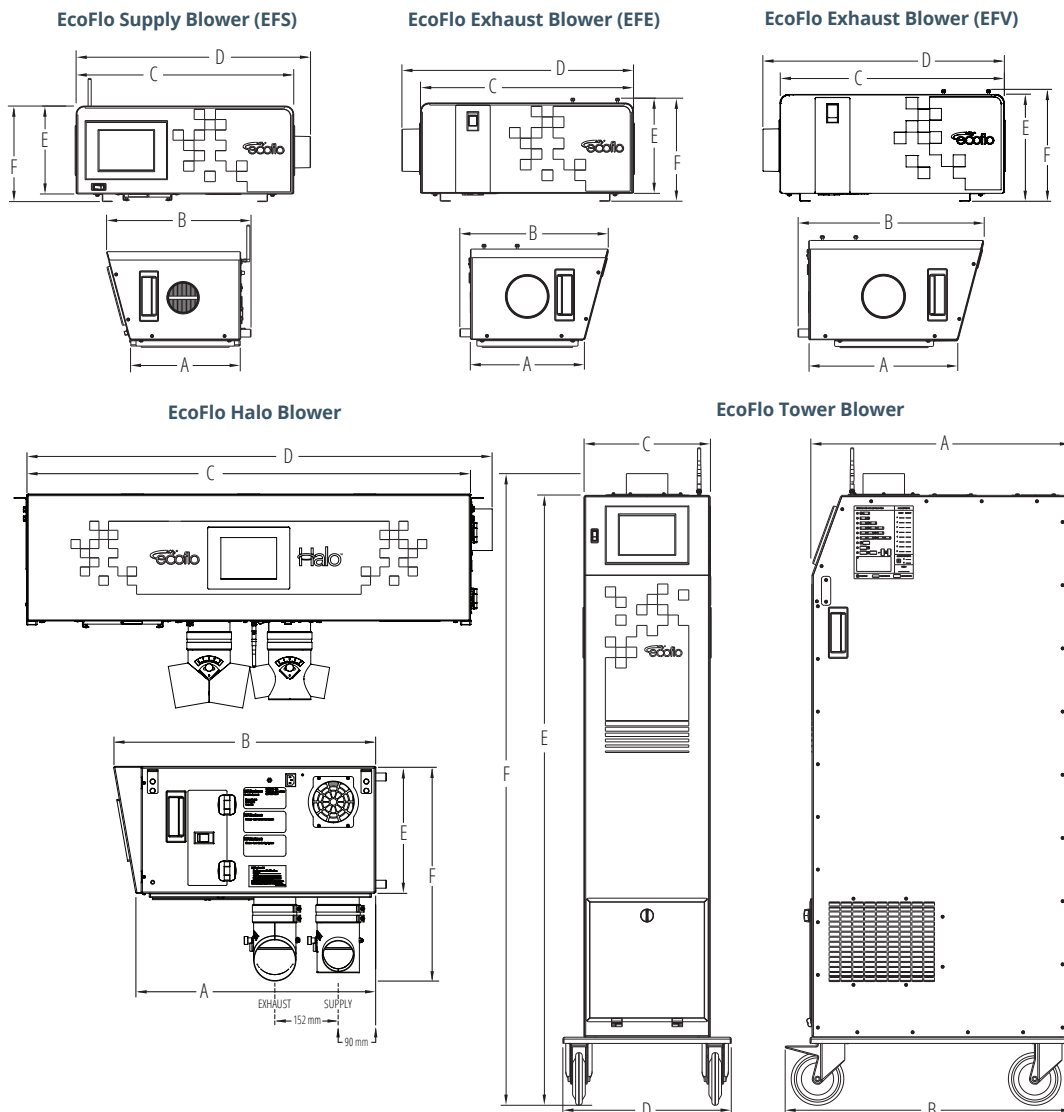 EcoFlo Supply Blower (EFS)
EcoFlo Exhaust Blower (EFE)
EcoFlo Exhaust Blower (EFV)
D
C
E
F
ecoflo
B
A
D
C
E
F
ecoflo
B
A
D
C
E
F
ecoflo
B
A
EcoFlo Halo Blower
EcoFlo Tower Blower
D
C
ecoflo
Halo
B
E
F
A
EXHAUST
SUPPLY
152 mm
90 mm
C
A
ecoflo
E
F
D
B